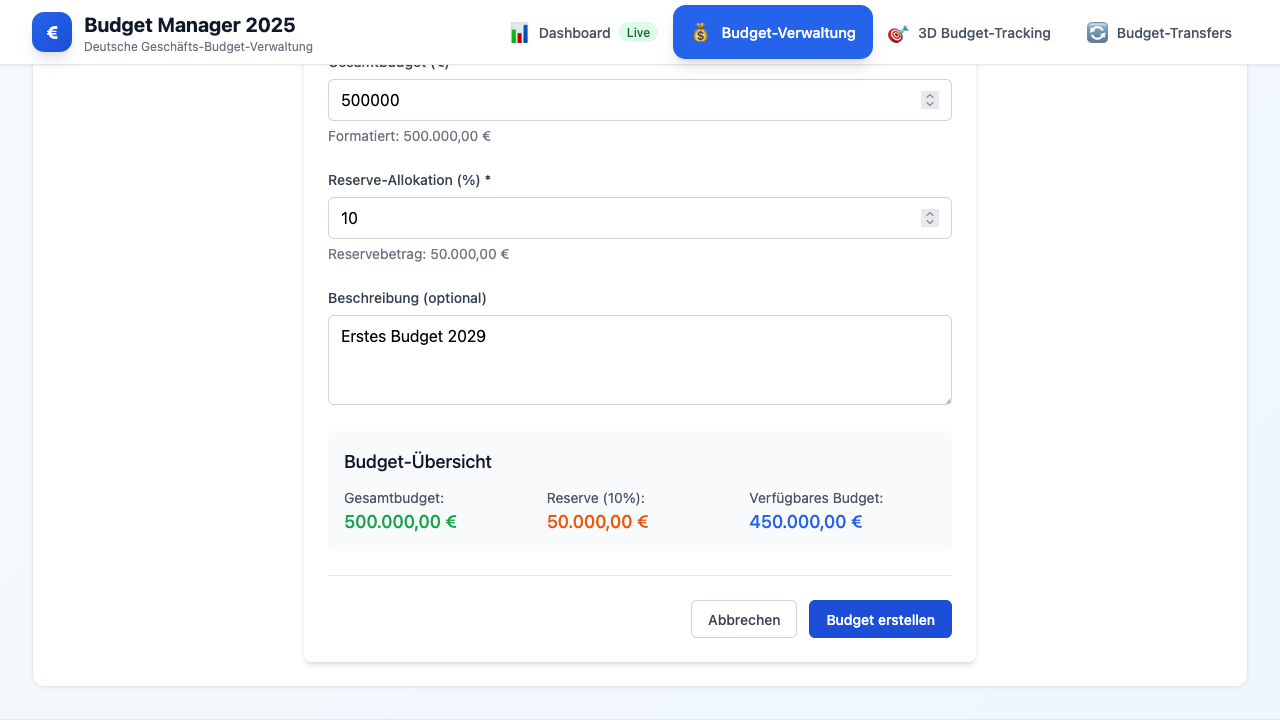 €
Budget Manager 2025
Deutsche Geschäfts-Budget-Verwaltung
Dashboard Live
Budget-Verwaltung
3D Budget-Tracking
Budget-Transfers
Gesamtbudget (€)
500000
Formatiert: 500.000,00 €
Reserve-Allokation (%) *
10
Reservebetrag: 50.000,00 €
Beschreibung (optional)
Erstes Budget 2029
Budget-Übersicht
Gesamtbudget: Reserve (10%): Verfügbares Budget:
500.000,00 € 50.000,00 € 450.000,00 €
Abbrechen Budget erstellen